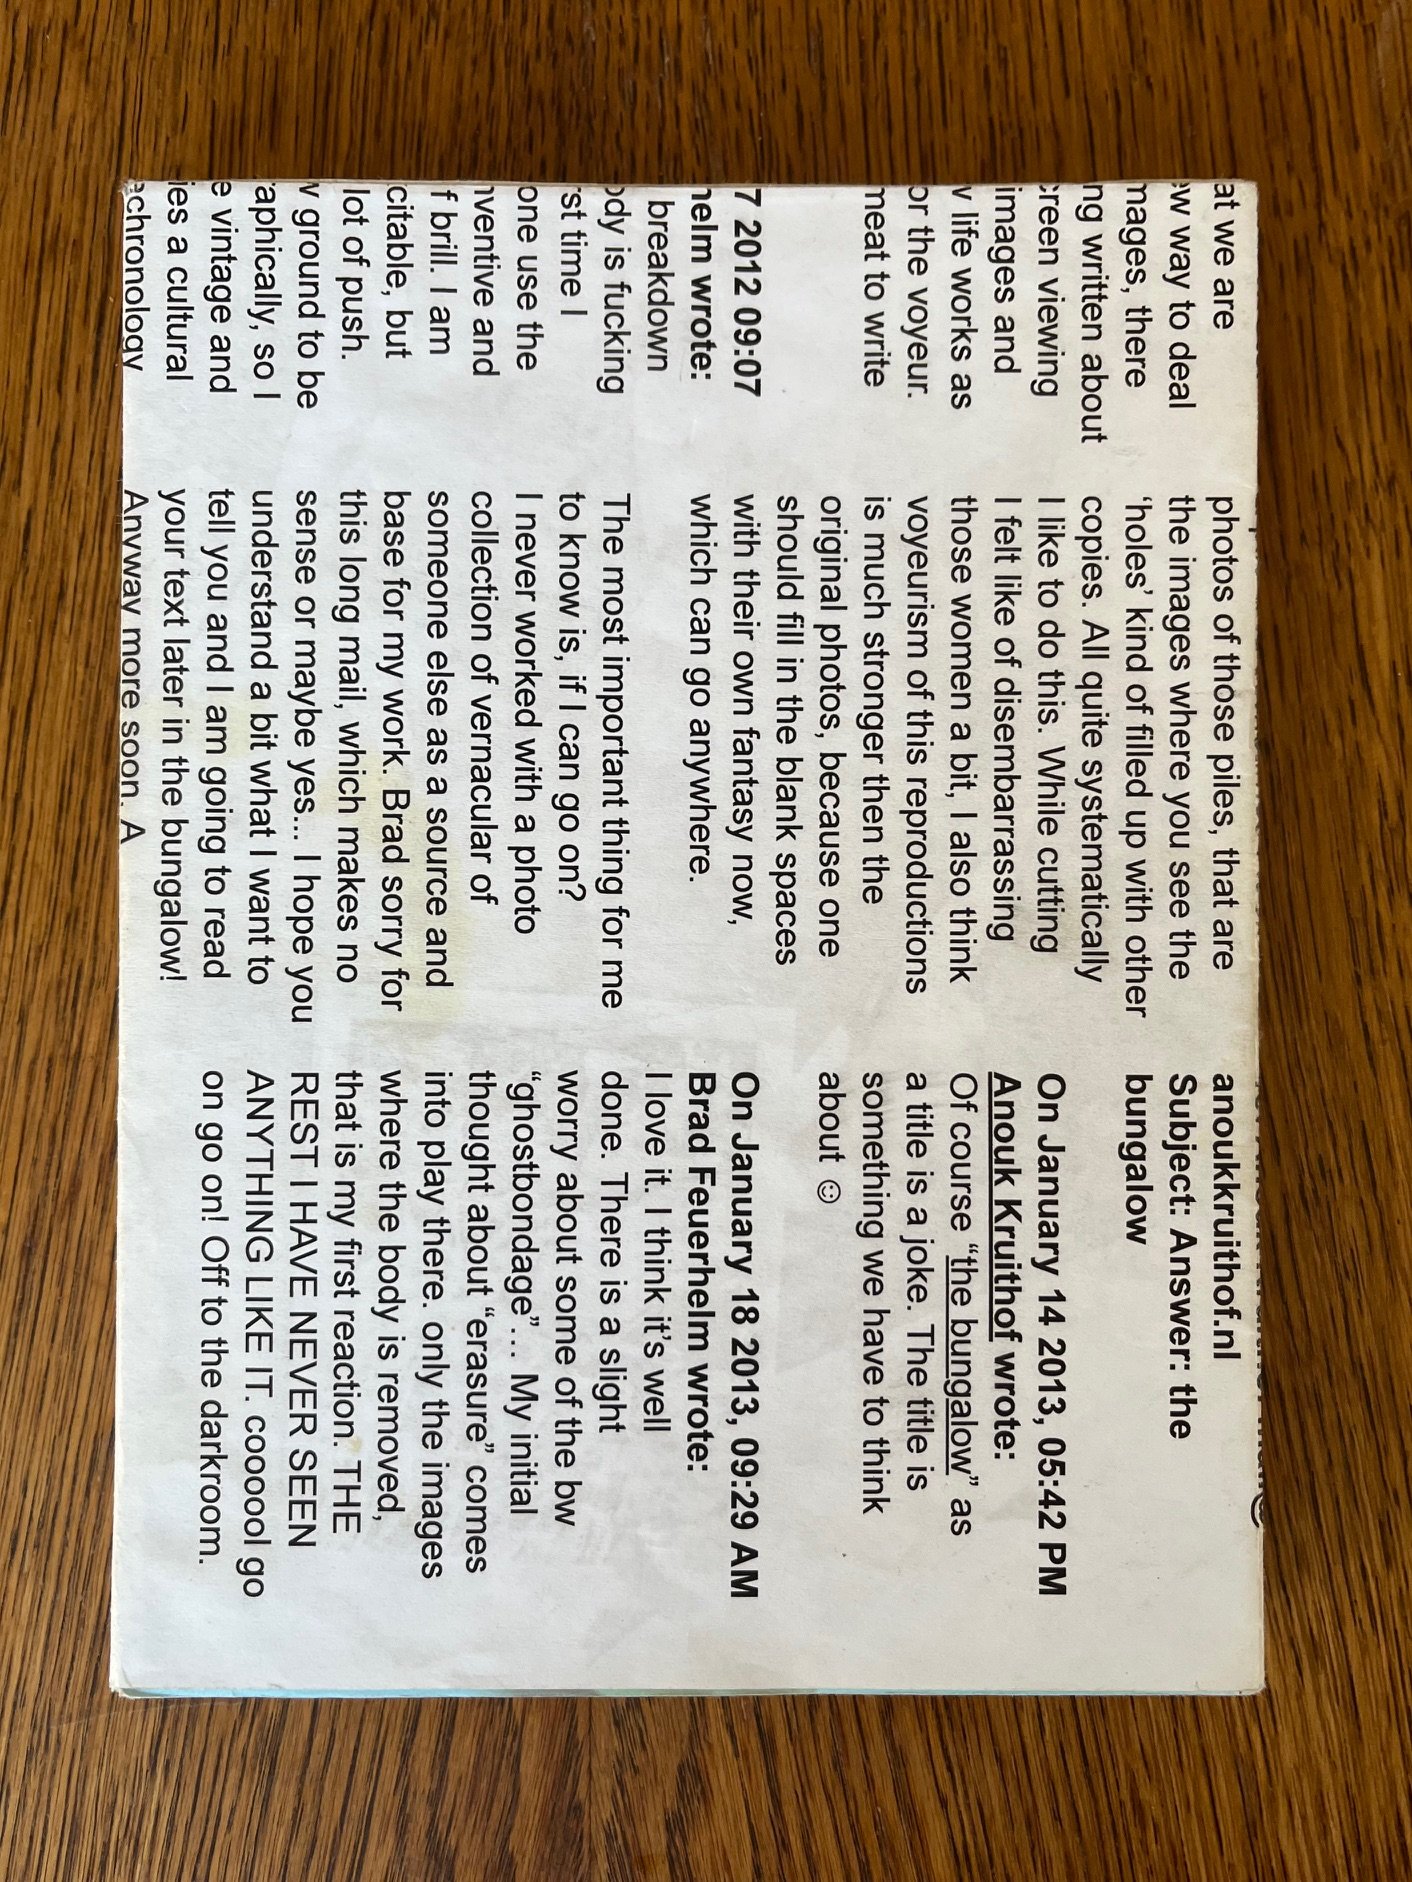 at we are
ew way to deal
mages, there
ng written about
creen viewing
images and
w life works as
or the voyeur.
meat to write
7 2012 09:07
helm wrote:
breakdown
ody is fucking
rst time I
one use the
nventive and
f brill. I am
citable, but
lot of push.
w ground to be
raphically, so I
e vintage and
ies a cultural
echronology
photos of those piles, that are
the images where you see the
‘holes’ kind of filled up with other
copies. All quite systematically
I like to do this. While cutting
I felt like of disembarrassing
those women a bit, I also think
voyeurism of this reproductions
is much stronger then the
original photos, because one
should fill in the blank spaces
with their own fantasy now,
which can go anywhere.
The most important thing for me
to know is, if I can go on?
I never worked with a photo
collection of vernacular of
someone else as a source and
base for my work. Brad sorry for
this long mail, which makes no
sense or maybe yes... I hope you
understand a bit what I want to
tell you and I am going to read
your text later in the bungalow!
Anyway more soon. A
anoukkruithof.nl
Subject: Answer: the
bungalow
On January 14 2013, 05:42 PM
Anouk Kruithof wrote:
Of course “the bungalow” as
a title is a joke. The title is
something we have to think
about ☺
On January 18 2013, 09:29 AM
Brad Feuerhelm wrote:
I love it. I think it’s well
done. There is a slight
worry about some of the bw
“ghostbondage”… My initial
thought about “erasure” comes
into play there. only the images
where the body is removed,
that is my first reaction. THE
REST I HAVE NEVER SEEN
ANYTHING LIKE IT. cooool go
on go on! Off to the darkroom.